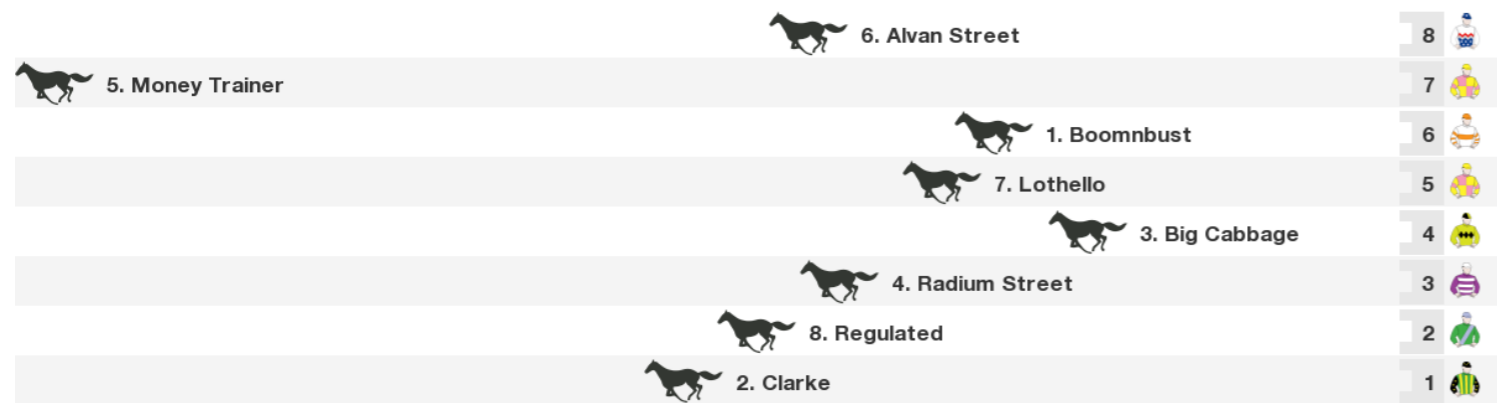 6. Alvan Street 8
5. Money Trainer 7
1. Boomnbust 6
7. Lothello 5
3. Big Cabbage 4
4. Radium Street 3
8. Regulated 2
2. Clarke 1